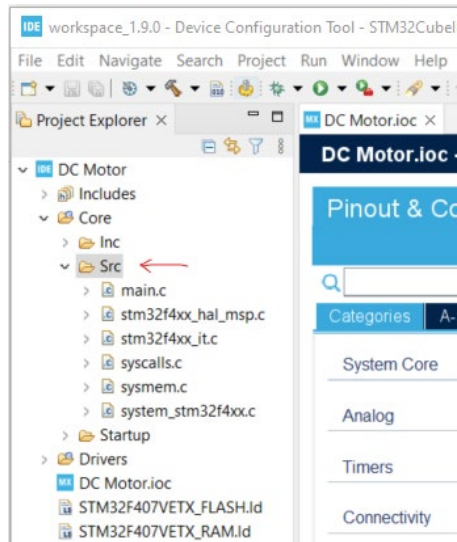 IDE workspace_1.9.0 - Device Configuration Tool - STM32CubeI
File Edit Navigate Search Project Run Window Help
Project Explorer
MX DC Motor.ioc
IDE DC Motor
Includes
Core
Inc
Src
main.c
stm32f4xx_hal_msp.c
stm32f4xx_it.c
syscalls.c
sysmem.c
system_stm32f4xx.c
Startup
Drivers
MX DC Motor.ioc
STM32F407VETX_FLASH.ld
STM32F407VETX_RAM.ld
DC Motor.ioc -
Pinout & Co
Categories A-
System Core
Analog
Timers
Connectivity